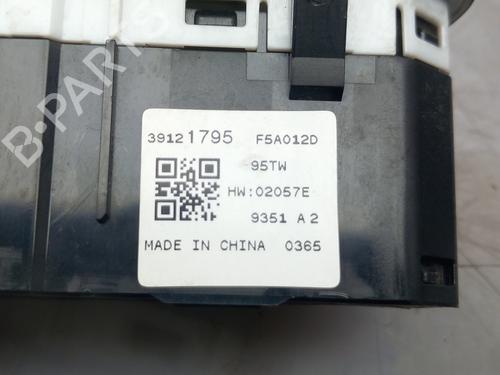 39121795 F5A012D
95TW
HW:02057E
9351 A 2
MADE IN CHINA 0365
B-Parts